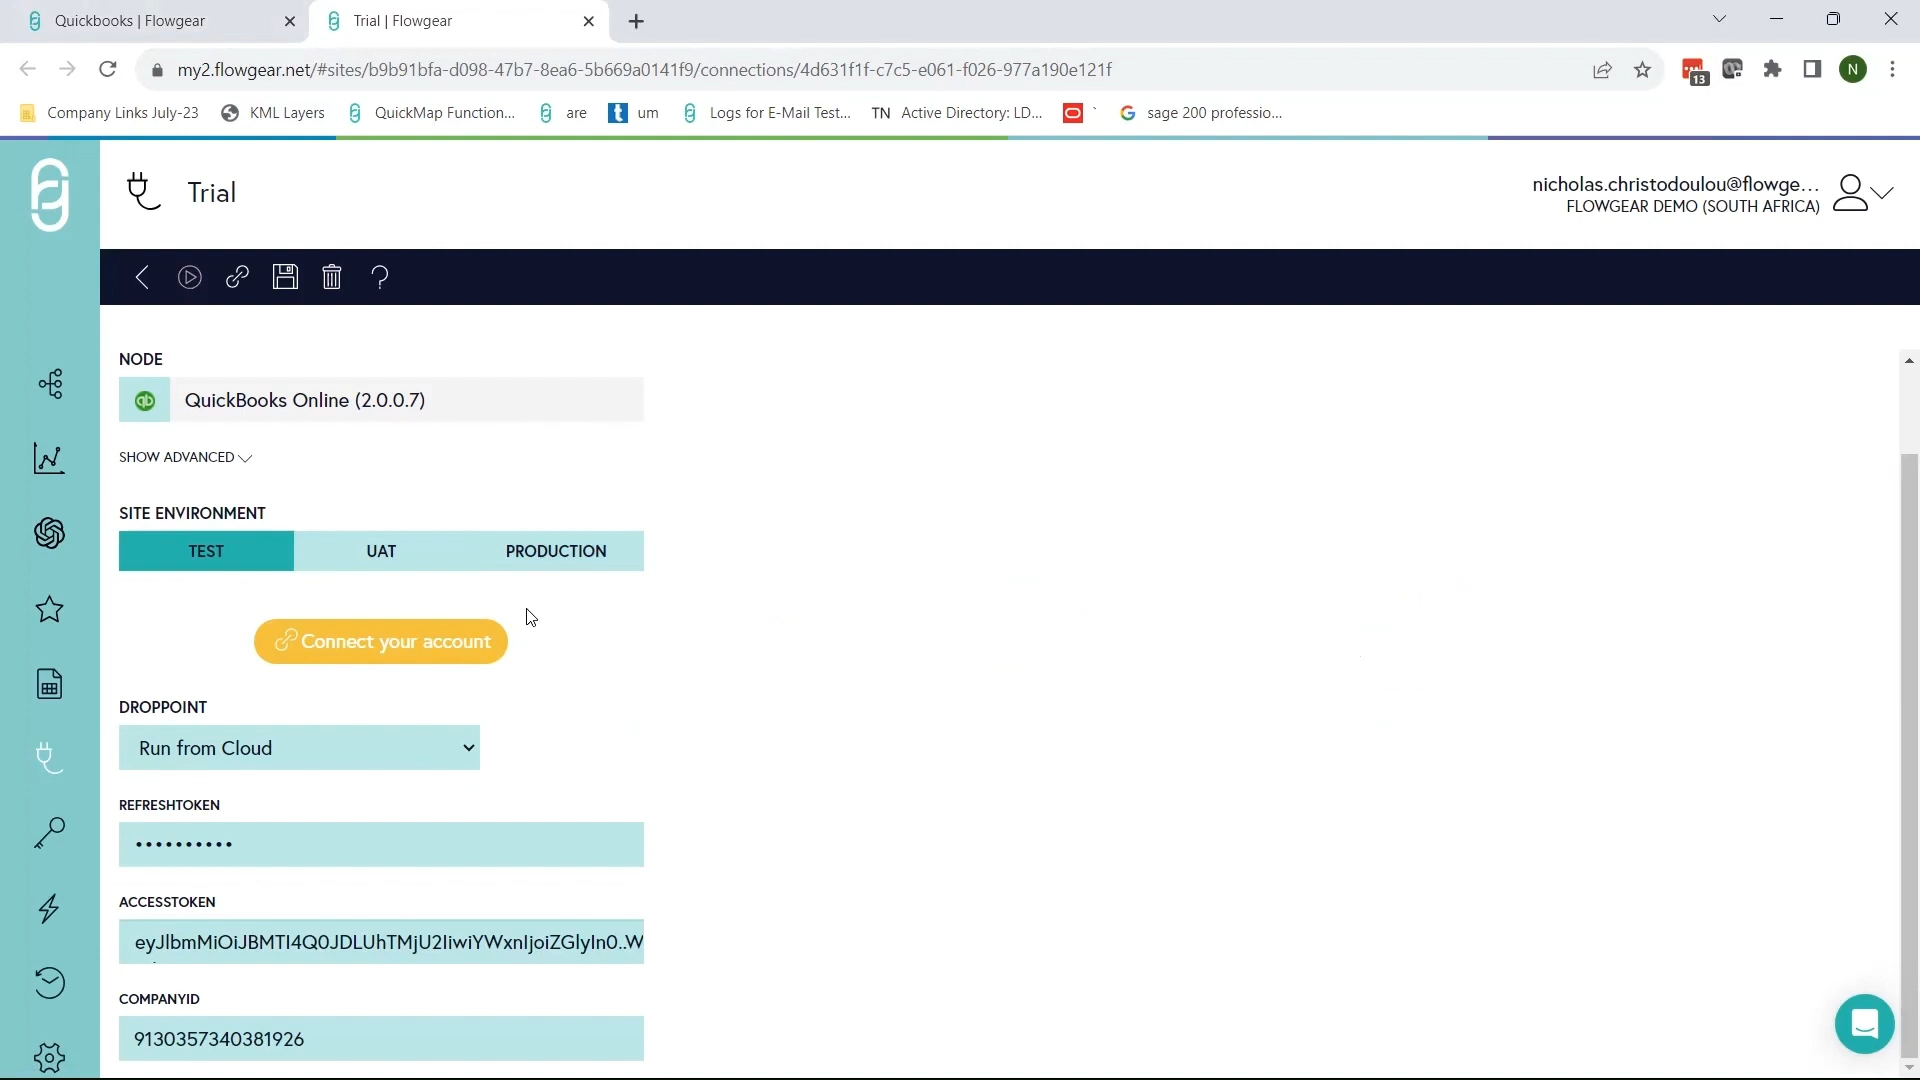 Quickbooks | Flowgear
Trial | Flowgear
my2.flowgear.net/#sites/b9b91bfa-d098-47b7-8ea6-5b669a0141f9/connections/4d631f1f-c7c5-e061-f026-977a190e121f
13
N
Company Links July-23
KML Layers
QuickMap Function...
are
t um
Logs for E-Mail Test...
TN Active Directory: LD...
`
G sage 200 professio...
Trial
nicholas.christodoulou@flowge...
FLOWGEAR DEMO (SOUTH AFRICA)
?
NODE
qb QuickBooks Online (2.0.0.7)
SHOW ADVANCED
SITE ENVIRONMENT
TEST UAT PRODUCTION
Connect your account
DROPPOINT
Run from Cloud
REFRESHTOKEN
••••••••••
ACCESSTOKEN
COMPANYID
9130357340381926